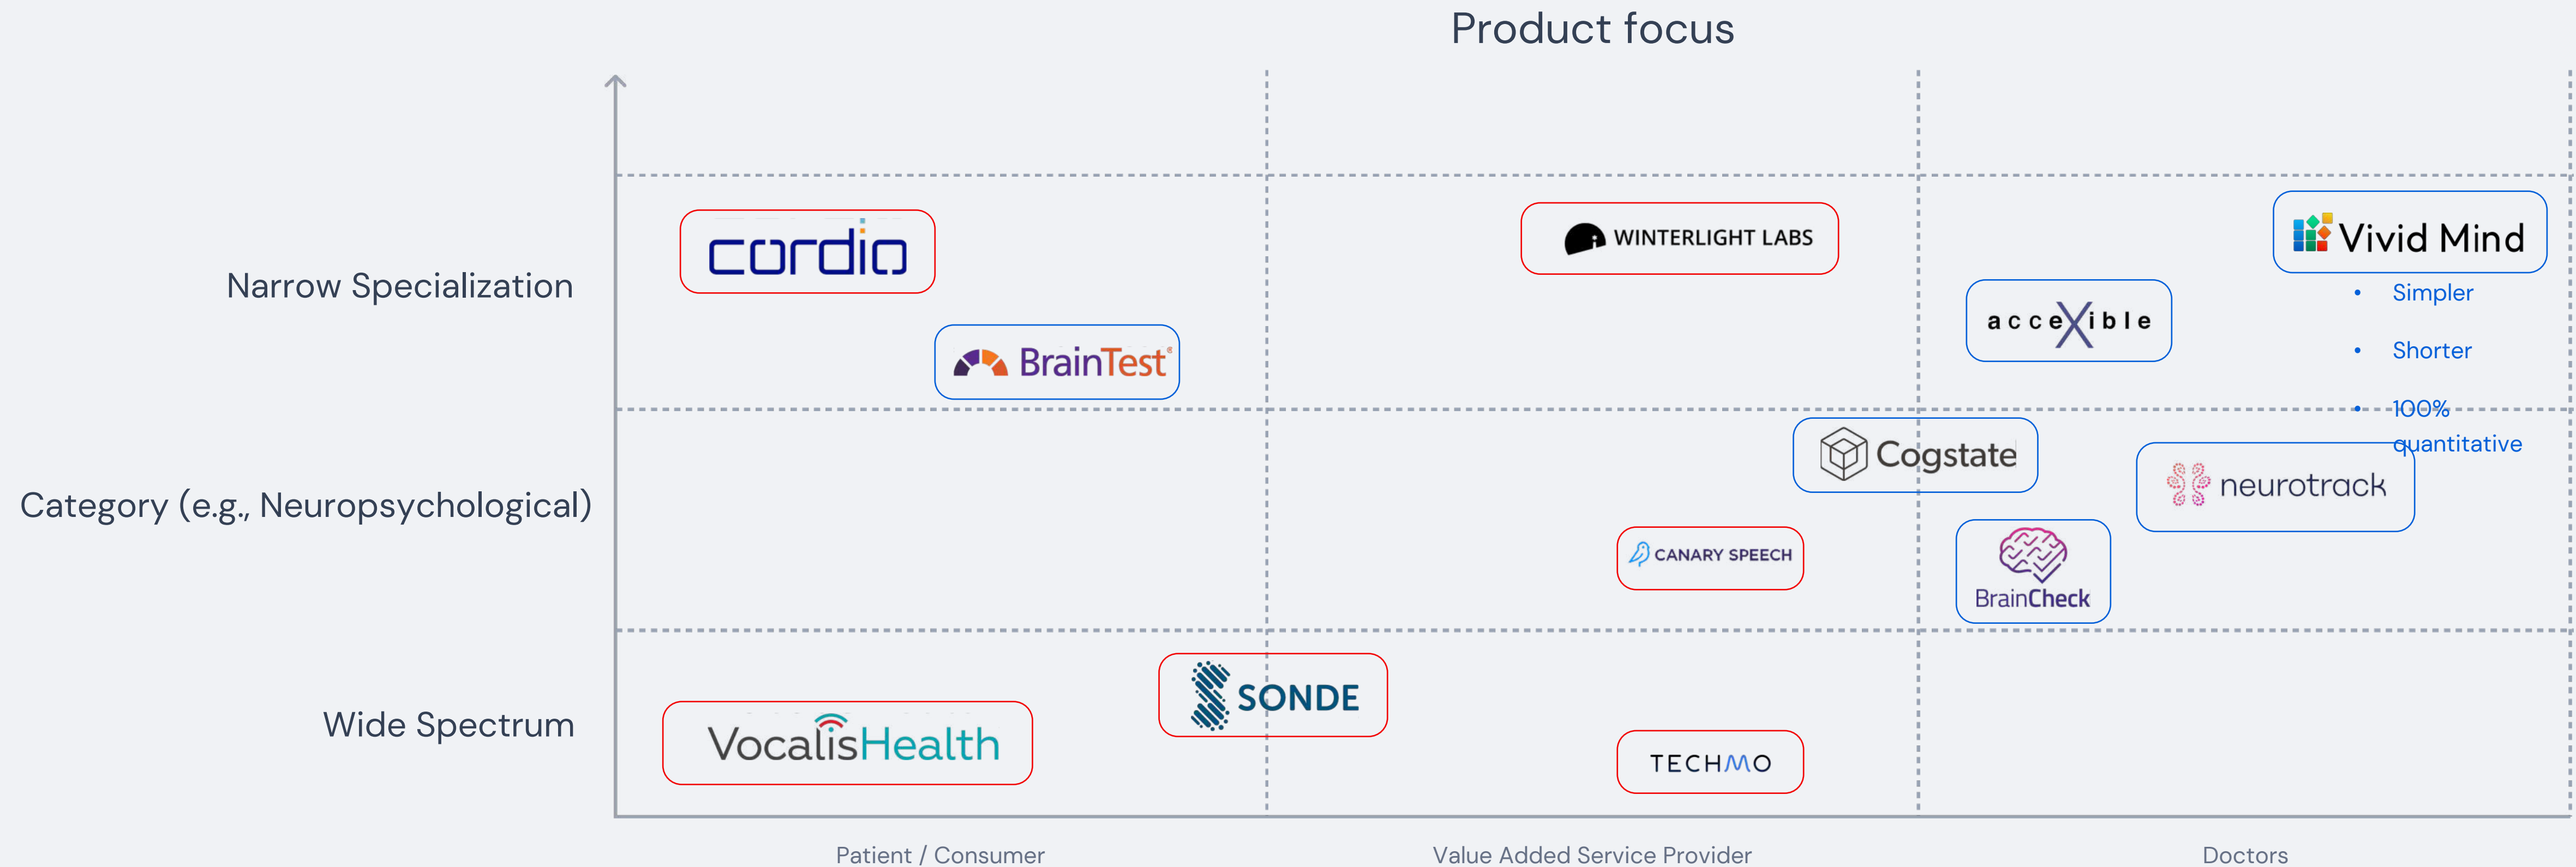 Product focus
Narrow Specialization
cordio
WINTERLIGHT LABS
Vivid Mind
acceXible
BrainTest®
• Simpler
• Shorter
• 100%
quantitative
Category (e.g., Neuropsychological)
Cogstate
neurotrack
CANARY SPEECH
BrainCheck
Wide Spectrum
SONDE
VocalisHealth
TECHMO
Patient / Consumer
Value Added Service Provider
Doctors